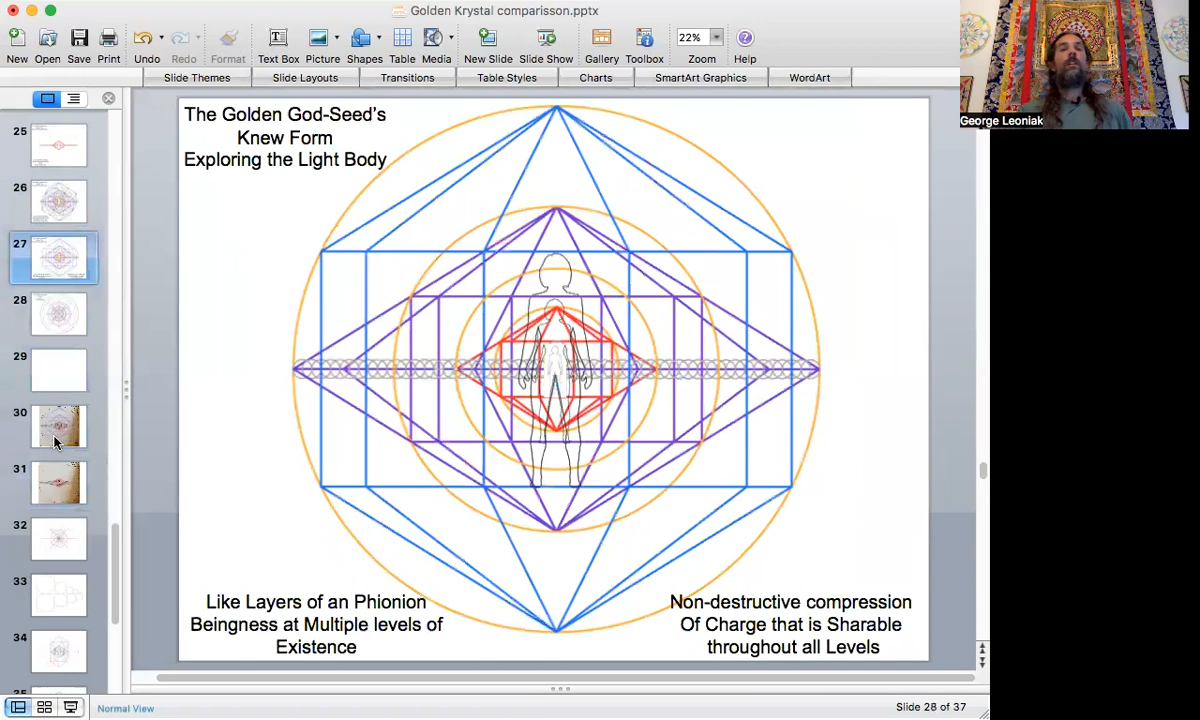 Golden Krystal comparisson.pptx
22%
New Open Save Print Undo Redo Format Text Box Picture Shapes Table Media New Slide Slide Show Gallery Toolbox Zoom Help
Slide Themes Slide Layouts Transitions Table Styles Charts SmartArt Graphics WordArt
George Leoniak
25
26
27
28
29
30
31
32
33
34
35
The Golden God-Seed's
Knew Form
Exploring the Light Body
Like Layers of an Phionion
Beingness at Multiple levels of
Existence
Non-destructive compression
Of Charge that is Sharable
throughout all Levels
Normal View
Slide 28 of 37